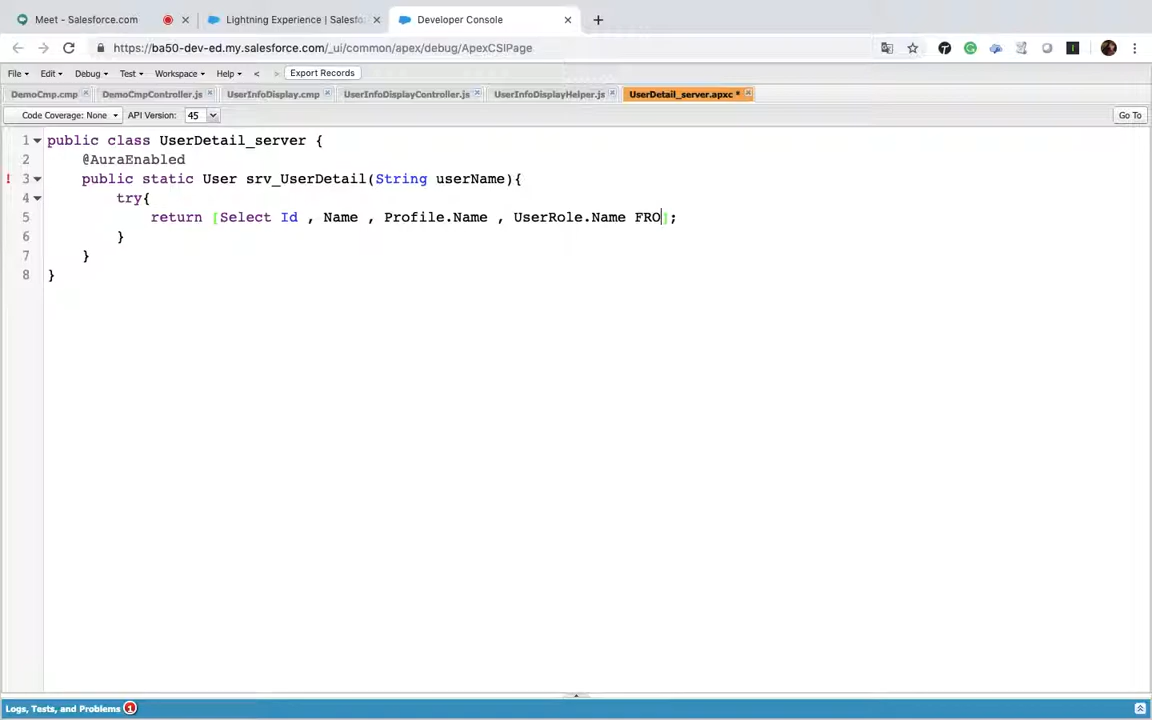 Meet - Salesforce.com
Lightning Experience | Salesfo
Developer Console
https://ba50-dev-ed.my.salesforce.com/_ui/common/apex/debug/ApexCSIPage
File Edit Debug Test Workspace Help < > Export Records
DemoCmp.cmp DemoCmpController.js UserInfoDisplay.cmp UserInfoDisplayController.js UserInfoDisplayHelper.js UserDetail_server.apxc *
Code Coverage: None API Version: 45 Go To
1 public class UserDetail_server {
2 @AuraEnabled
3 public static User srv_UserDetail(String userName){
4 try{
5 return [Select Id , Name , Profile.Name , UserRole.Name FRO];
6 }
7 }
8 }
Logs, Tests, and Problems 1